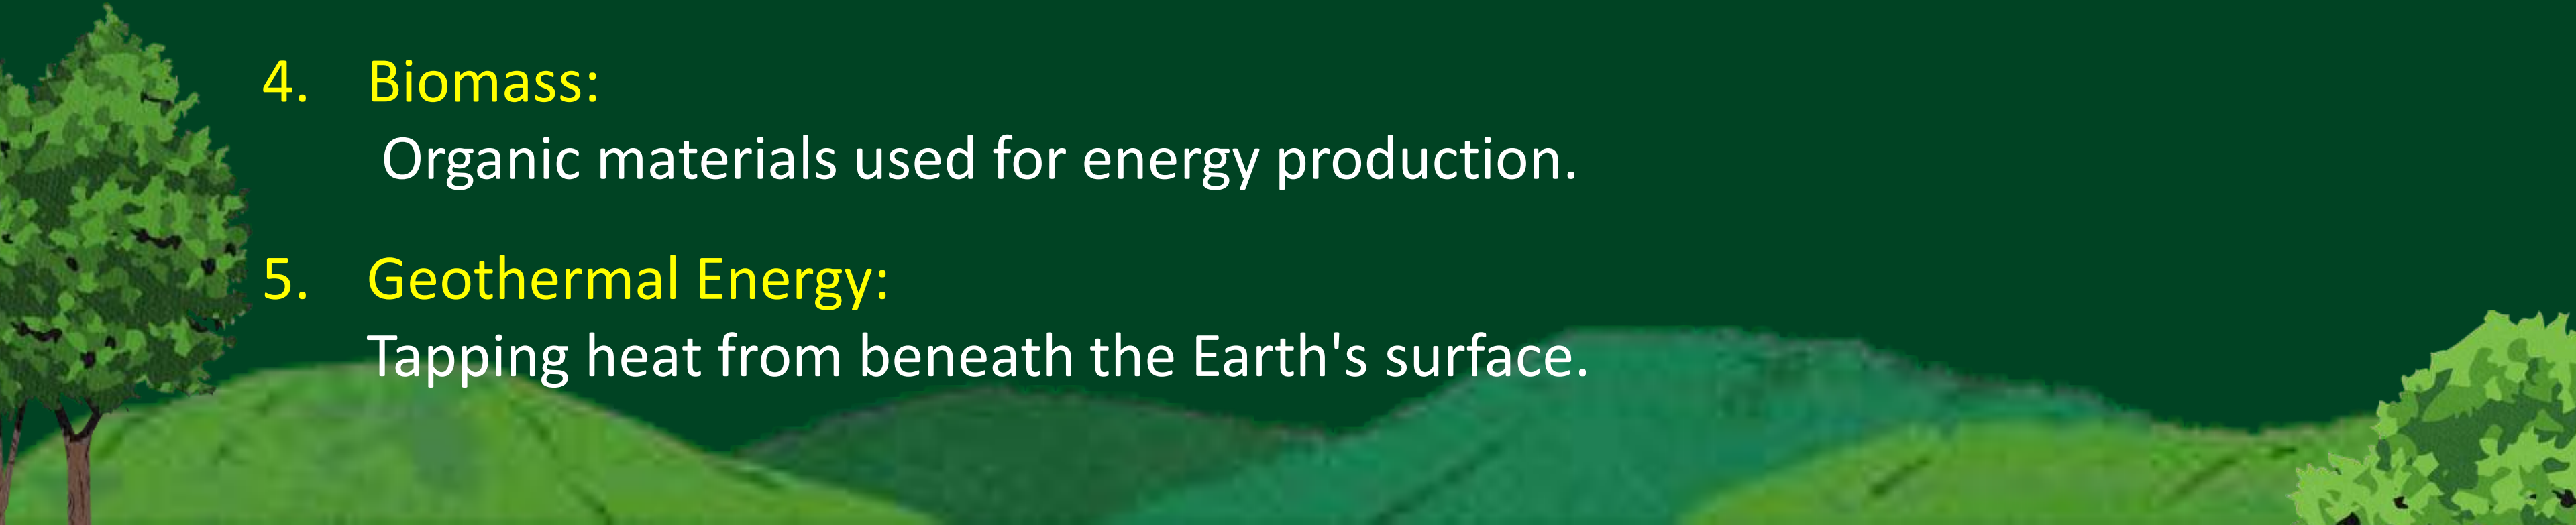 4. Biomass:
Organic materials used for energy production.
5. Geothermal Energy:
Tapping heat from beneath the Earth's surface.